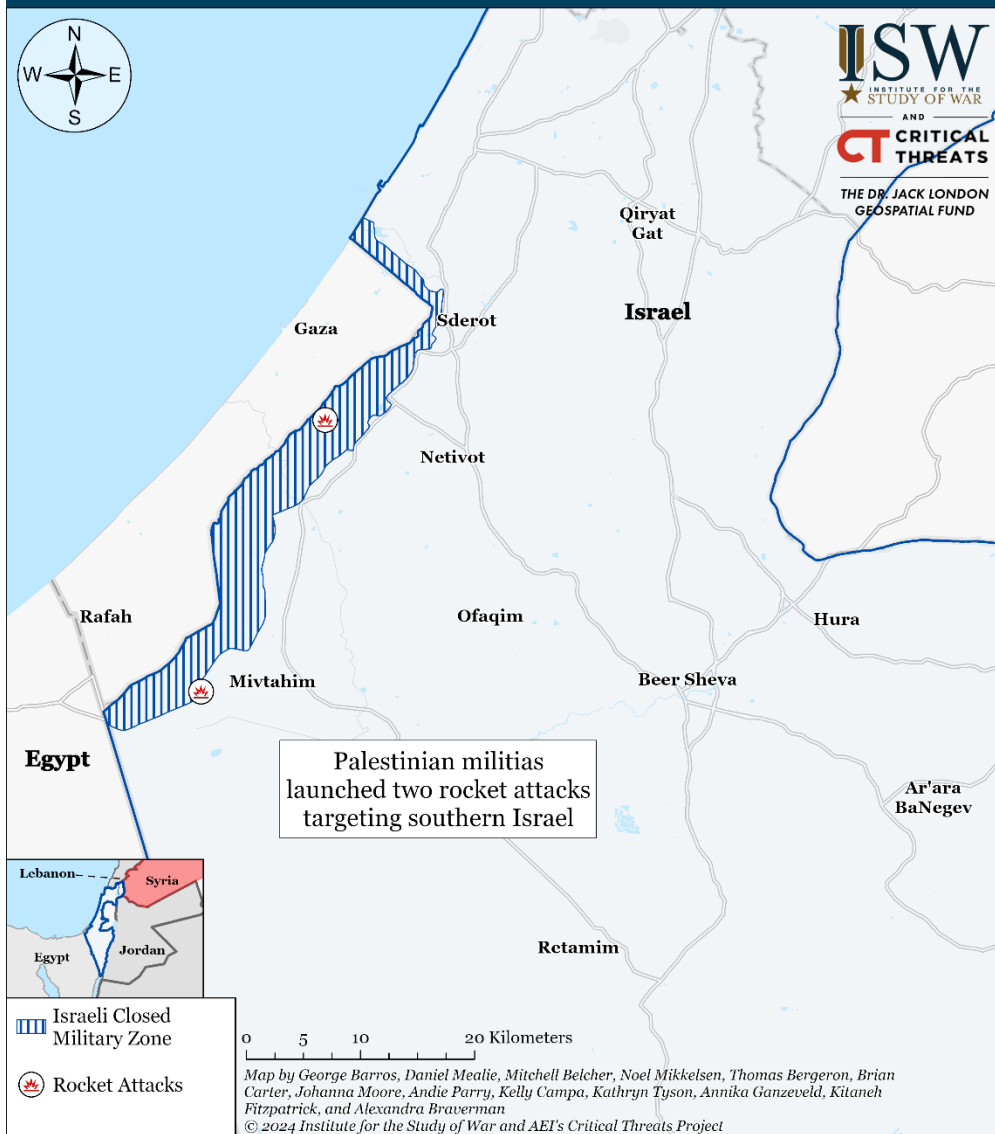 N
W
E
S
ISW
INSTITUTE FOR THE
STUDY OF WAR
AND
CT CRITICAL
THREATS
THE DR. JACK LONDON
GEOSPATIAL FUND
Qiryat
Gat
Israel
Gaza
Sderot
Netivot
Rafah
Ofaqim
Hura
Mivtahim
Beer Sheva
Egypt
Palestinian militias
launched two rocket attacks
targeting southern Israel
Ar'ara
BaNegev
Lebanon
Syria
Jordan
Egypt
Retamim
Israeli Closed
Military Zone
Rocket Attacks
0 5 10 20 Kilometers
Map by George Barros, Daniel Mealie, Mitchell Belcher, Noel Mikkelsen, Thomas Bergeron, Brian
Carter, Johanna Moore, Andie Parry, Kelly Campa, Kathryn Tyson, Annika Ganzeveld, Kitaneh
Fitzpatrick, and Alexandra Braverman
© 2024 Institute for the Study of War and AEI's Critical Threats Project